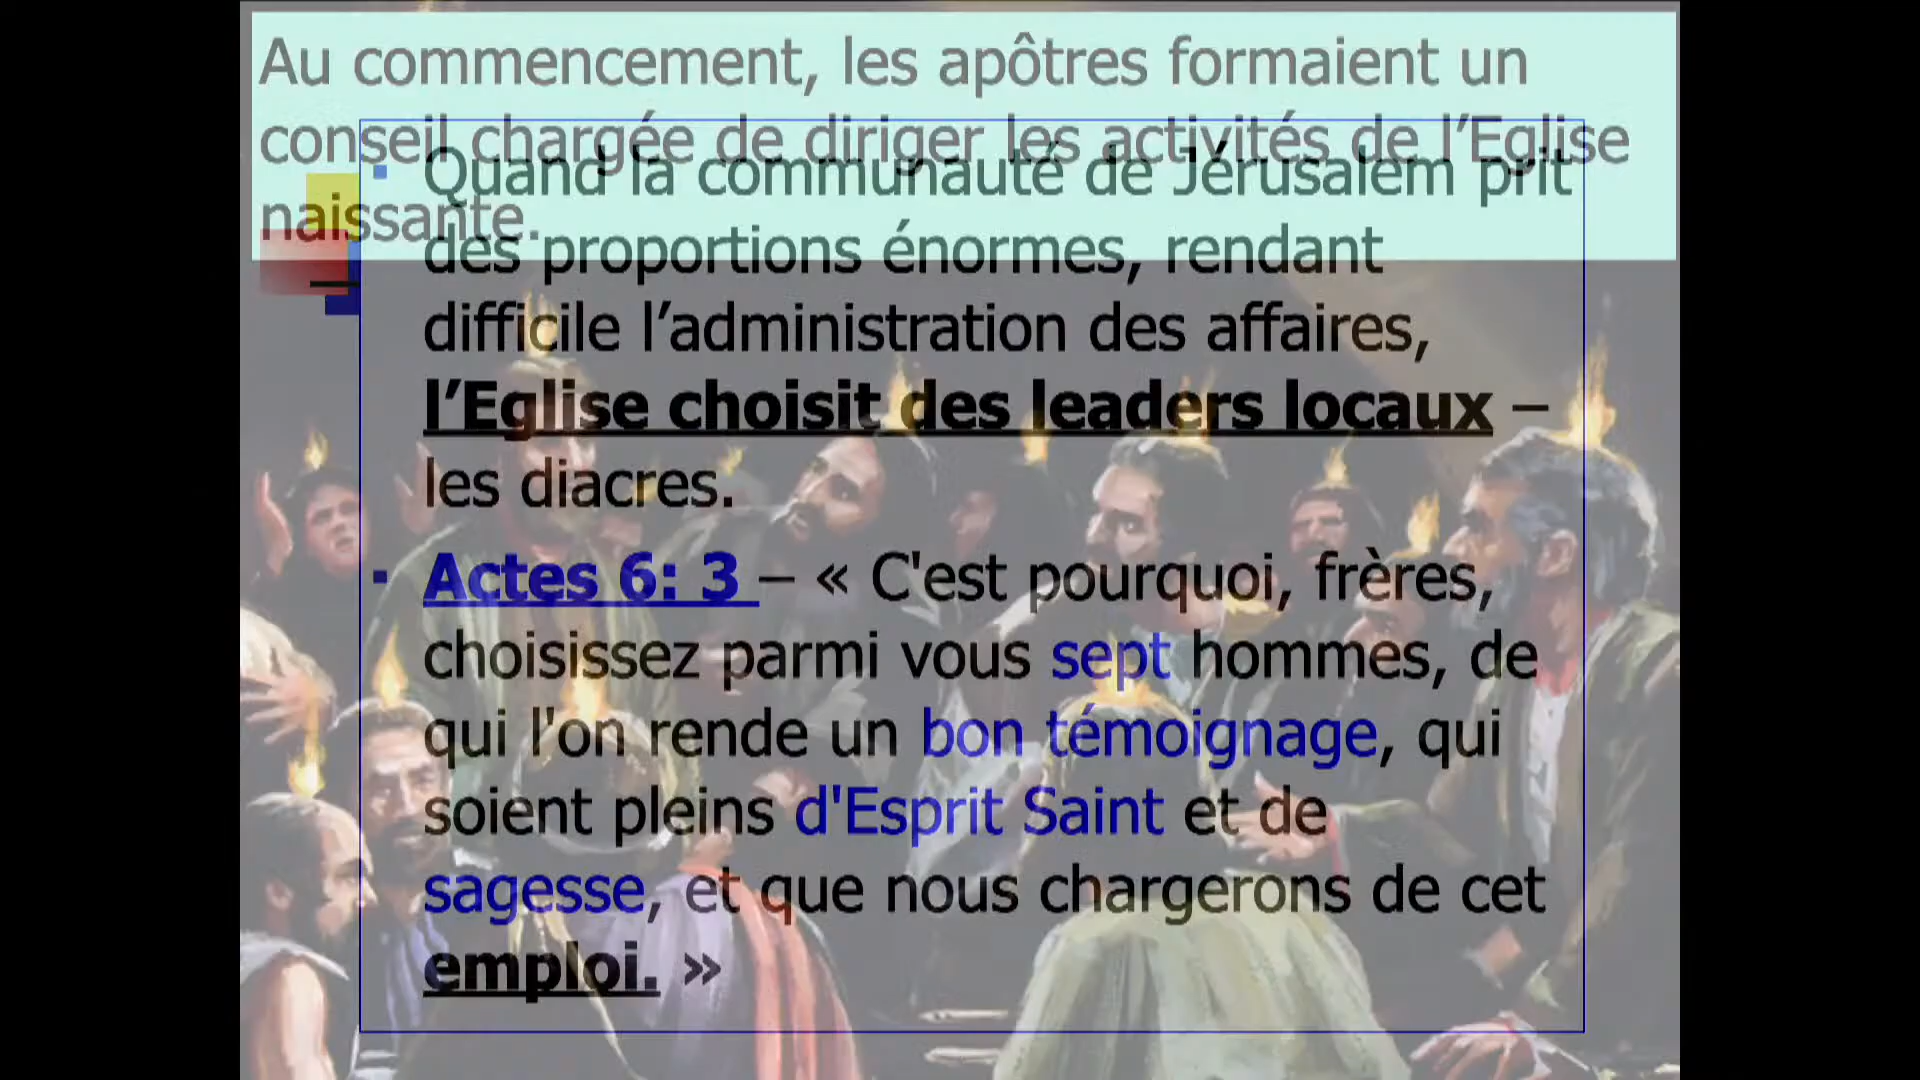 Au commencement, les apôtres formaient un
conseil chargée de diriger les activités de l’Eglise
naissante.
▪ Quand la communauté de Jérusalem prit
des proportions énormes, rendant
difficile l’administration des affaires,
l’Eglise choisit des leaders locaux –
les diacres.
▪ Actes 6: 3 – « C'est pourquoi, frères,
choisissez parmi vous sept hommes, de
qui l'on rende un bon témoignage, qui
soient pleins d'Esprit Saint et de
sagesse, et que nous chargerons de cet
emploi. »